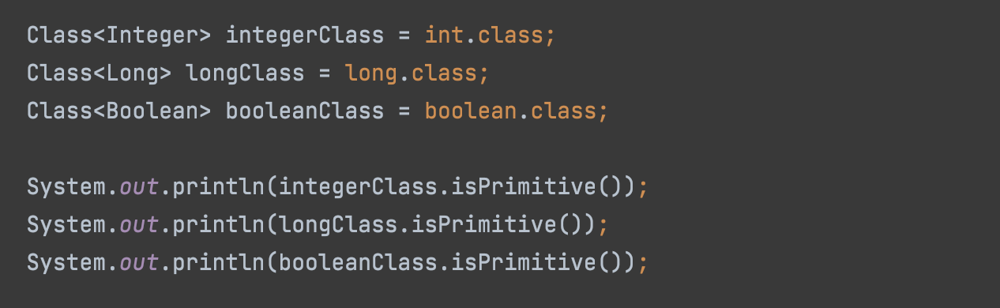 Class<Integer> integerClass = int.class;
Class<Long> longClass = long.class;
Class<Boolean> booleanClass = boolean.class;
System.out.println(integerClass.isPrimitive());
System.out.println(longClass.isPrimitive());
System.out.println(booleanClass.isPrimitive());